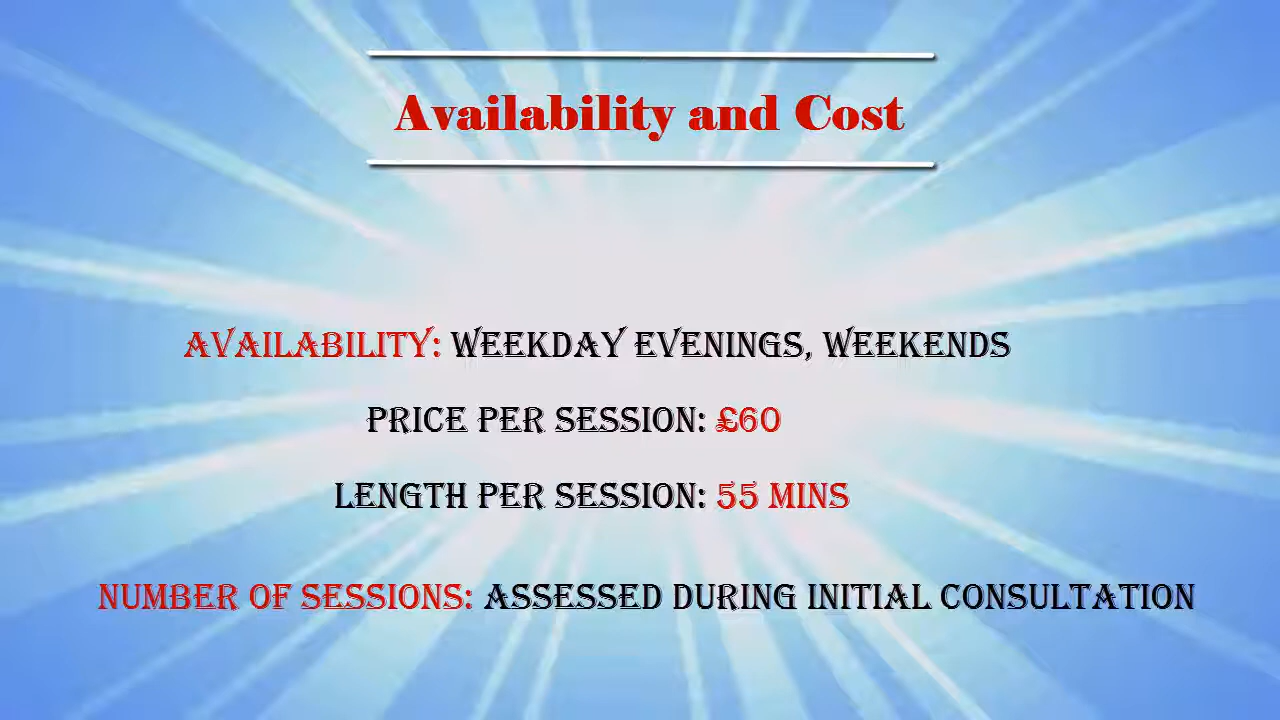 Availability and Cost
AVAILABILITY: WEEKDAY EVENINGS, WEEKENDS
PRICE PER SESSION: £60
LENGTH PER SESSION: 55 MINS
NUMBER OF SESSIONS: ASSESSED DURING INITIAL CONSULTATION